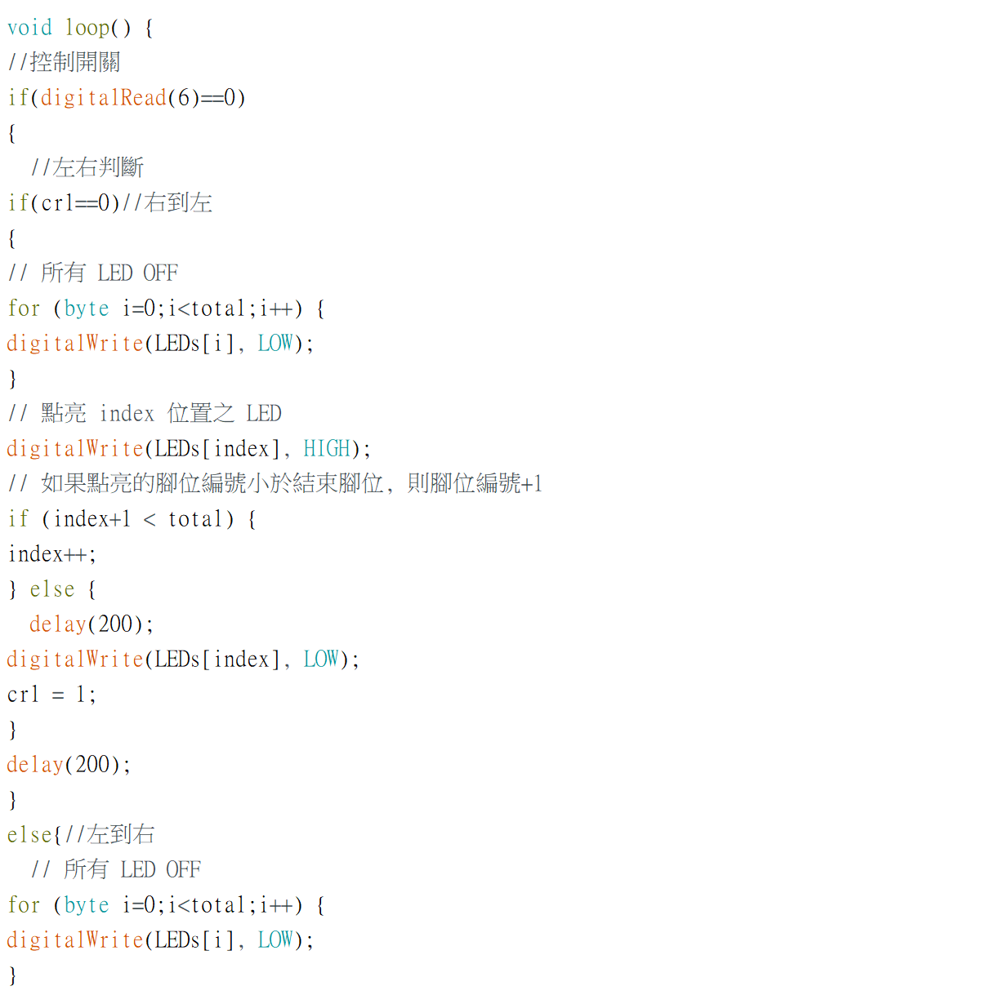 void loop() {
//控制開關
if(digitalRead(6)==0)
{
  //左右判斷
if(crl==0)//右到左
{
// 所有 LED OFF
for (byte i=0;i<total;i++) {
digitalWrite(LEDs[i], LOW);
}
// 點亮 index 位置之 LED
digitalWrite(LEDs[index], HIGH);
// 如果點亮的腳位編號小於結束腳位, 則腳位編號+1
if (index+1 < total) {
index++;
} else {
  delay(200);
digitalWrite(LEDs[index], LOW);
crl = 1;
}
delay(200);
}
else{//左到右
  // 所有 LED OFF
for (byte i=0;i<total;i++) {
digitalWrite(LEDs[i], LOW);
}